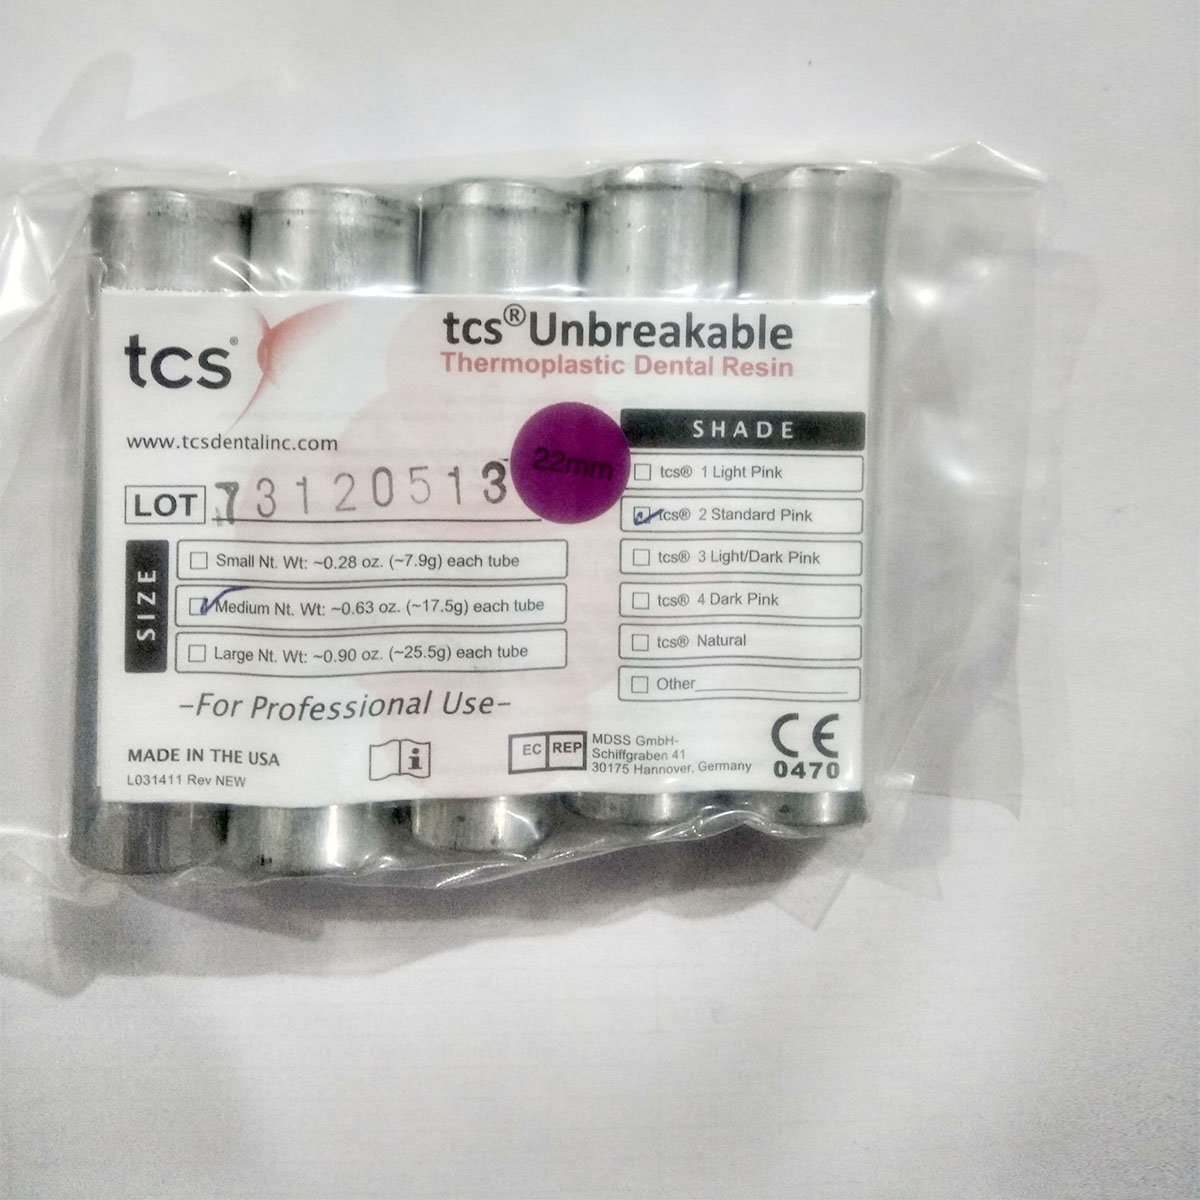 tcs®
tcs®Unbreakable
Thermoplastic Dental Resin
www.tcsdentalinc.com
22mm
LOT 73120513
SIZE
Small Nt. Wt: ~0.28 oz. (~7.9g) each tube
Medium Nt. Wt: ~0.63 oz. (~17.5g) each tube
Large Nt. Wt: ~0.90 oz. (~25.5g) each tube
SHADE
tcs® 1 Light Pink
tcs® 2 Standard Pink
tcs® 3 Light/Dark Pink
tcs® 4 Dark Pink
tcs® Natural
Other
-For Professional Use-
MADE IN THE USA
L031411 Rev NEW
i
EC REP
MDSS GmbH-
Schiffgraben 41
30175 Hannover, Germany
CE
0470